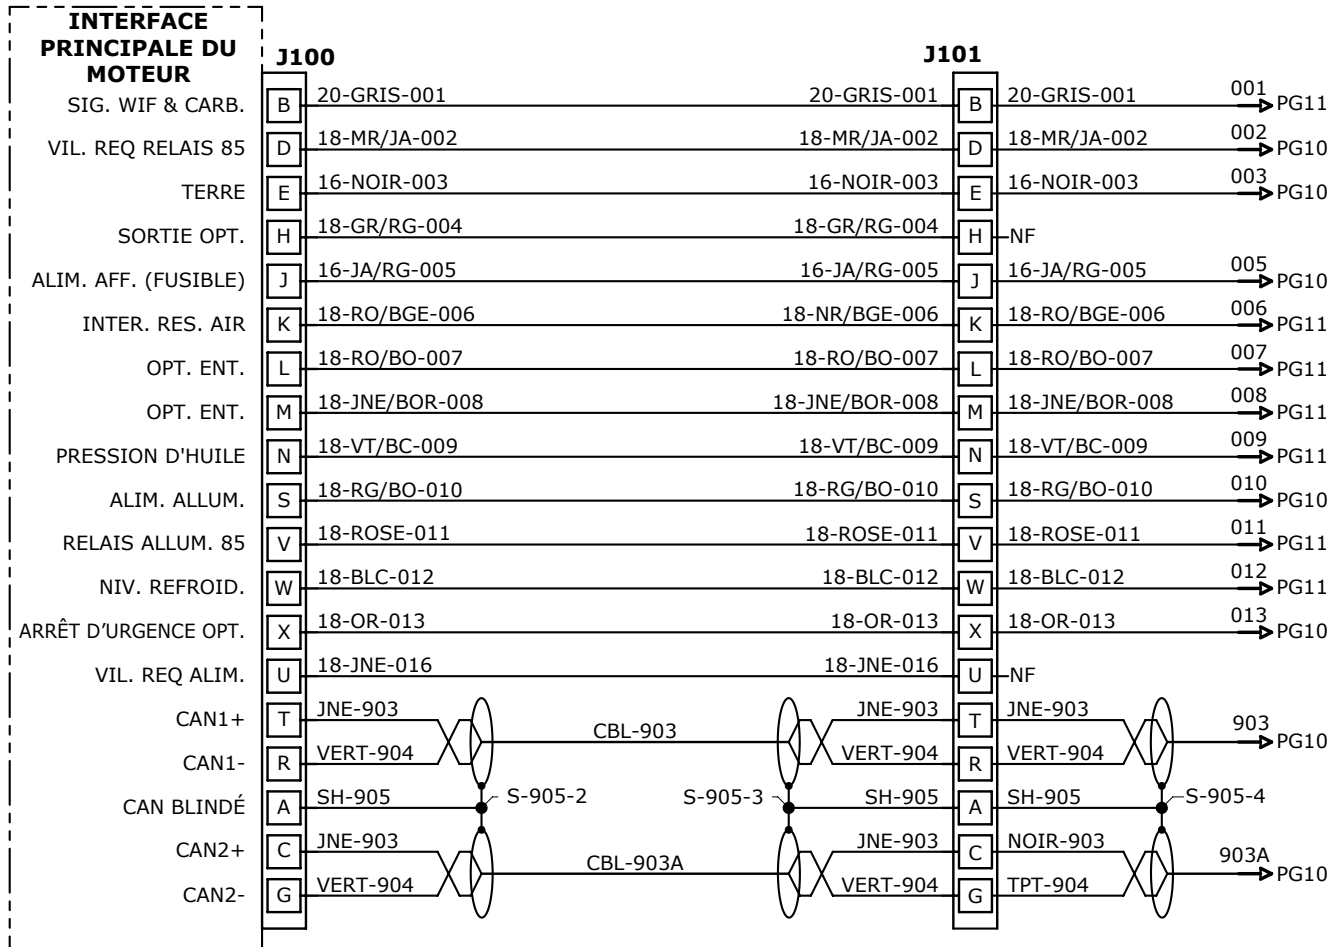 INTERFACE
PRINCIPALE DU
MOTEUR
J100
J101
SIG. WIF & CARB. B 20-GRIS-001 20-GRIS-001 B 20-GRIS-001 001 PG11
VIL. REQ RELAIS 85 D 18-MR/JA-002 18-MR/JA-002 D 18-MR/JA-002 002 PG10
TERRE E 16-NOIR-003 16-NOIR-003 E 16-NOIR-003 003 PG10
SORTIE OPT. H 18-GR/RG-004 18-GR/RG-004 H NF
ALIM. AFF. (FUSIBLE) J 16-JA/RG-005 16-JA/RG-005 J 16-JA/RG-005 005 PG10
INTER. RES. AIR K 18-RO/BGE-006 18-NR/BGE-006 K 18-RO/BGE-006 006 PG11
OPT. ENT. L 18-RO/BO-007 18-RO/BO-007 L 18-RO/BO-007 007 PG11
OPT. ENT. M 18-JNE/BOR-008 18-JNE/BOR-008 M 18-JNE/BOR-008 008 PG11
PRESSION D'HUILE N 18-VT/BC-009 18-VT/BC-009 N 18-VT/BC-009 009 PG11
ALIM. ALLUM. S 18-RG/BO-010 18-RG/BO-010 S 18-RG/BO-010 010 PG10
RELAIS ALLUM. 85 V 18-ROSE-011 18-ROSE-011 V 18-ROSE-011 011 PG11
NIV. REFROID. W 18-BLC-012 18-BLC-012 W 18-BLC-012 012 PG11
ARRÊT D’URGENCE OPT. X 18-OR-013 18-OR-013 X 18-OR-013 013 PG10
VIL. REQ ALIM. U 18-JNE-016 18-JNE-016 U NF
CAN1+ T JNE-903 JNE-903 T JNE-903
CBL-903 903 PG10
CAN1- R VERT-904 VERT-904 R VERT-904
CAN BLINDÉ A SH-905 S-905-2 S-905-3 SH-905 A SH-905 S-905-4
CAN2+ C JNE-903 JNE-903 C NOIR-903
CBL-903A 903A PG10
CAN2- G VERT-904 VERT-904 G TPT-904